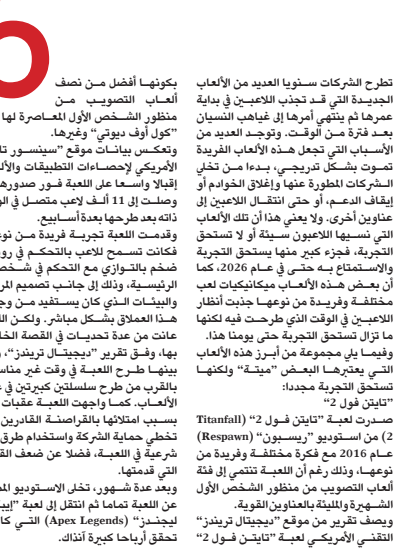 تطرح الشركات سنويا العديد من الألعاب
الجديدة التي قد تجذب اللاعبين في بداية
عمرها ثم ينتهي أمرها إلى غياهب النسيان
بعد فترة من الوقت. وتوجد العديد من
الأسباب التي تجعل هذه الألعاب الفريدة
تموت بشكل تدريجي، بدءا من تخلي
الشركات المطورة عنها وإغلاق الخوادم أو
إيقاف الدعم، أو حتى انتقال اللاعبين إلى
عناوين أخرى. ولا يعني هذا أن تلك الألعاب
التي نسيها اللاعبون سيئة أو لا تستحق
التجربة، فجزء كبير منها يستحق التجربة
والاستمتاع به حتى في عام 2026، كما
أن بعض هذه الألعاب ميكانيكيات لعب
مختلفة وفريدة من نوعها جذبت أنظار
اللاعبين في الوقت الذي طرحت فيه لكنها
ما تزال تستحق التجربة حتى يومنا هذا.
وفيما يلي مجموعة من أبرز هذه الألعاب
التي يعتبرها البعض "ميتة" ولكنها
تستحق التجربة مجددا:
"تايتن فول 2"
صدرت لعبة "تايتن فول 2" (Titanfall
2) من استوديو "ريسبون" (Respawn)
عام 2016 مع فكرة مختلفة وفريدة من
نوعها، وذلك رغم أن اللعبة تنتمي إلى فئة
ألعاب التصويب من منظور الشخص الأول
الشهيرة والمليئة بالعناوين القوية.
ويصف تقرير من موقع "ديجيتال تريندز"
التقني الأمريكي لعبة "تايتن فول 2"
بكونها أفضل من نصف
ألعاب التصويب من
منظور الشخص الأول المعاصرة لها
"كول أوف ديوتي" وغيرها.
وتعكس بيانات موقع "سينسور تا
الأمريكي لإحصاءات التطبيقات والأل
إقبالا واسعا على اللعبة فور صدوره
وصلت إلى 11 ألف لاعب متصل في الو
ذاته بعد طرحها بعدة أسابيع.
وقدمت اللعبة تجربة فريدة من نو
فكانت تسمح للاعب بالتحكم في رو
ضخم بالتوازي مع التحكم في شخص
الرئيسية، وذلك إلى جانب تصميم المر
والبيئات الذي كان يستفيد من وج
هذا العملاق بشكل مباشر. ولكن الل
عانت من عدة تحديات في القصة الخا
بها، وفق تقرير "ديجيتال تريندز"،
بينها طرح اللعبة في وقت غير مناس
بالقرب من طرح سلسلتين كبيرتين في ع
الألعاب. كما واجهت اللعبة عقبات
بسبب امتلائها بالقراصنة القادرين
تخطي حماية الشركة واستخدام طرق
شرعية في اللعبة، فضلا عن ضعف الق
التي قدمتها.
وبعد عدة شهور، تخلى الاستوديو الم
عن اللعبة تماما ثم انتقل إلى لعبة "إيب
ليجندز" (Apex Legends) التي كا
تحقق أرباحا كبيرة آنذاك.